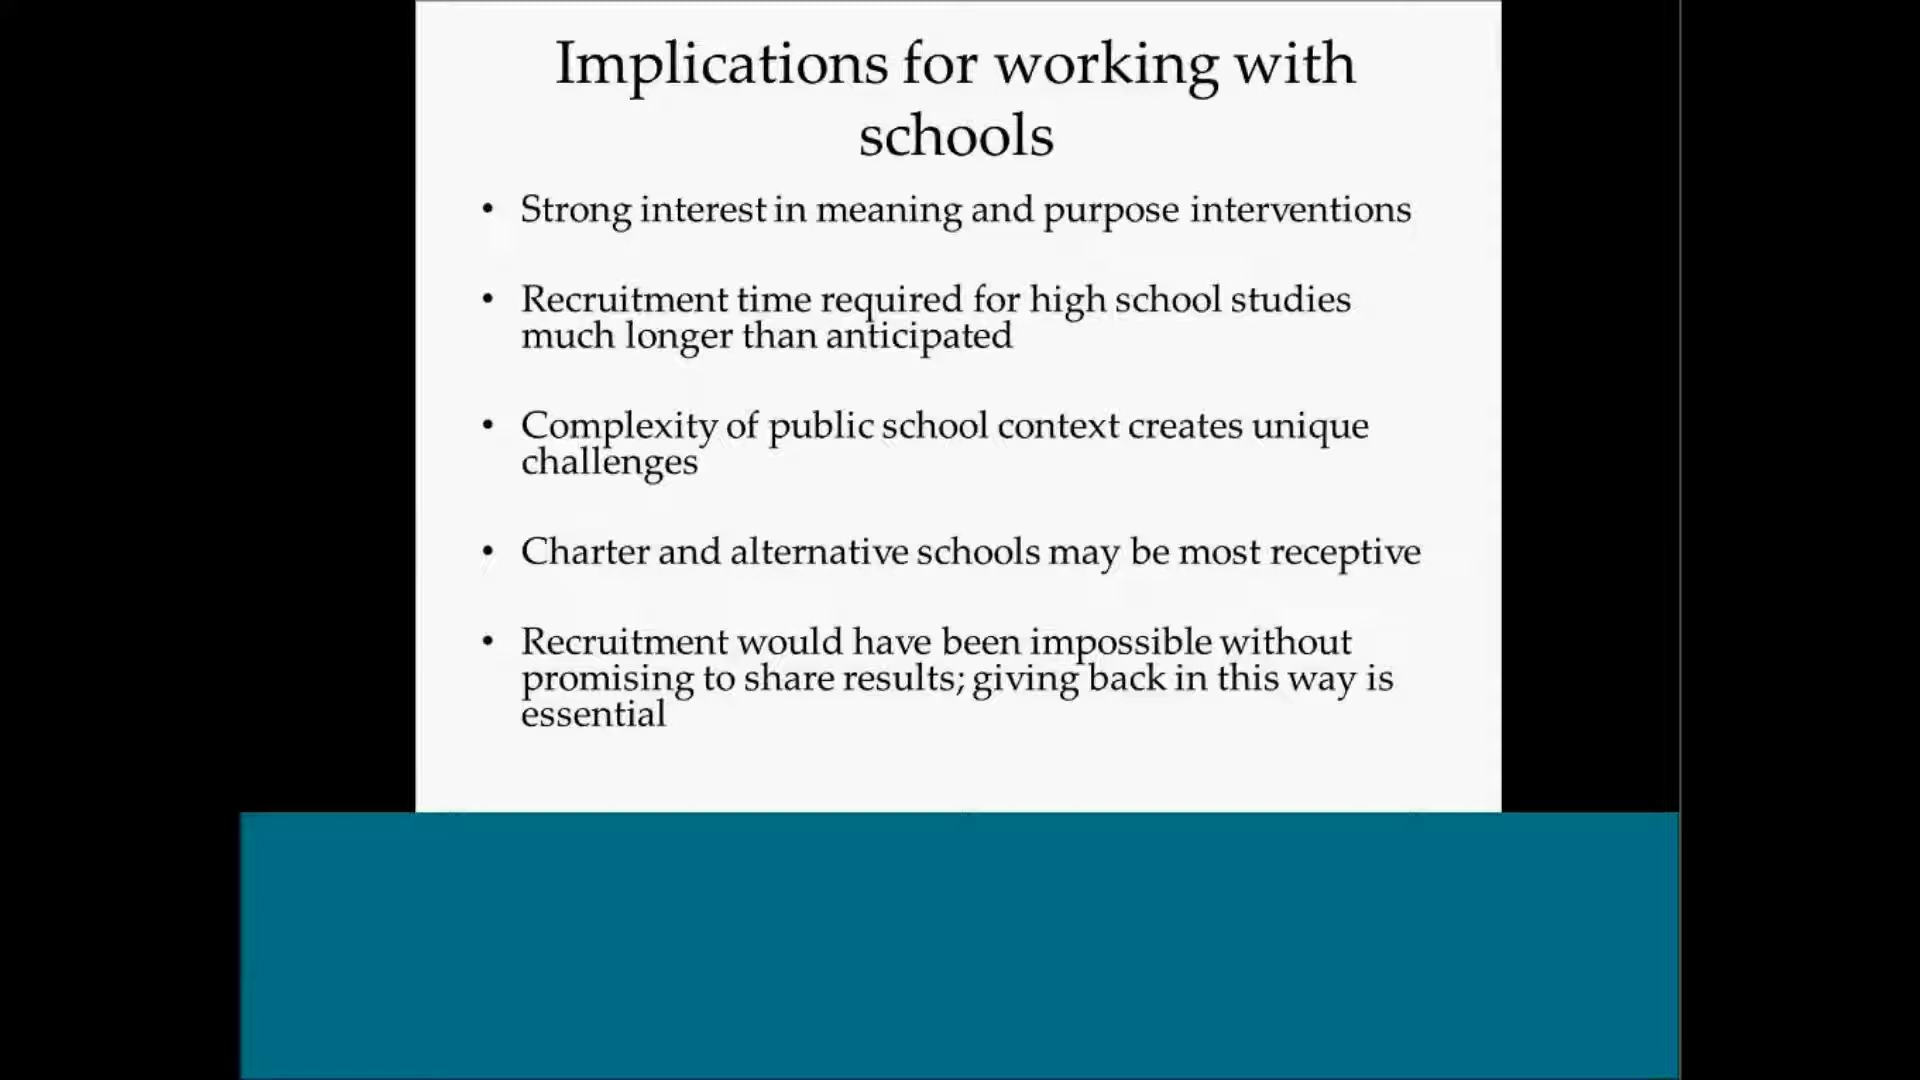 Implications for working with
schools
• Strong interest in meaning and purpose interventions
• Recruitment time required for high school studies
much longer than anticipated
• Complexity of public school context creates unique
challenges
• Charter and alternative schools may be most receptive
• Recruitment would have been impossible without
promising to share results; giving back in this way is
essential